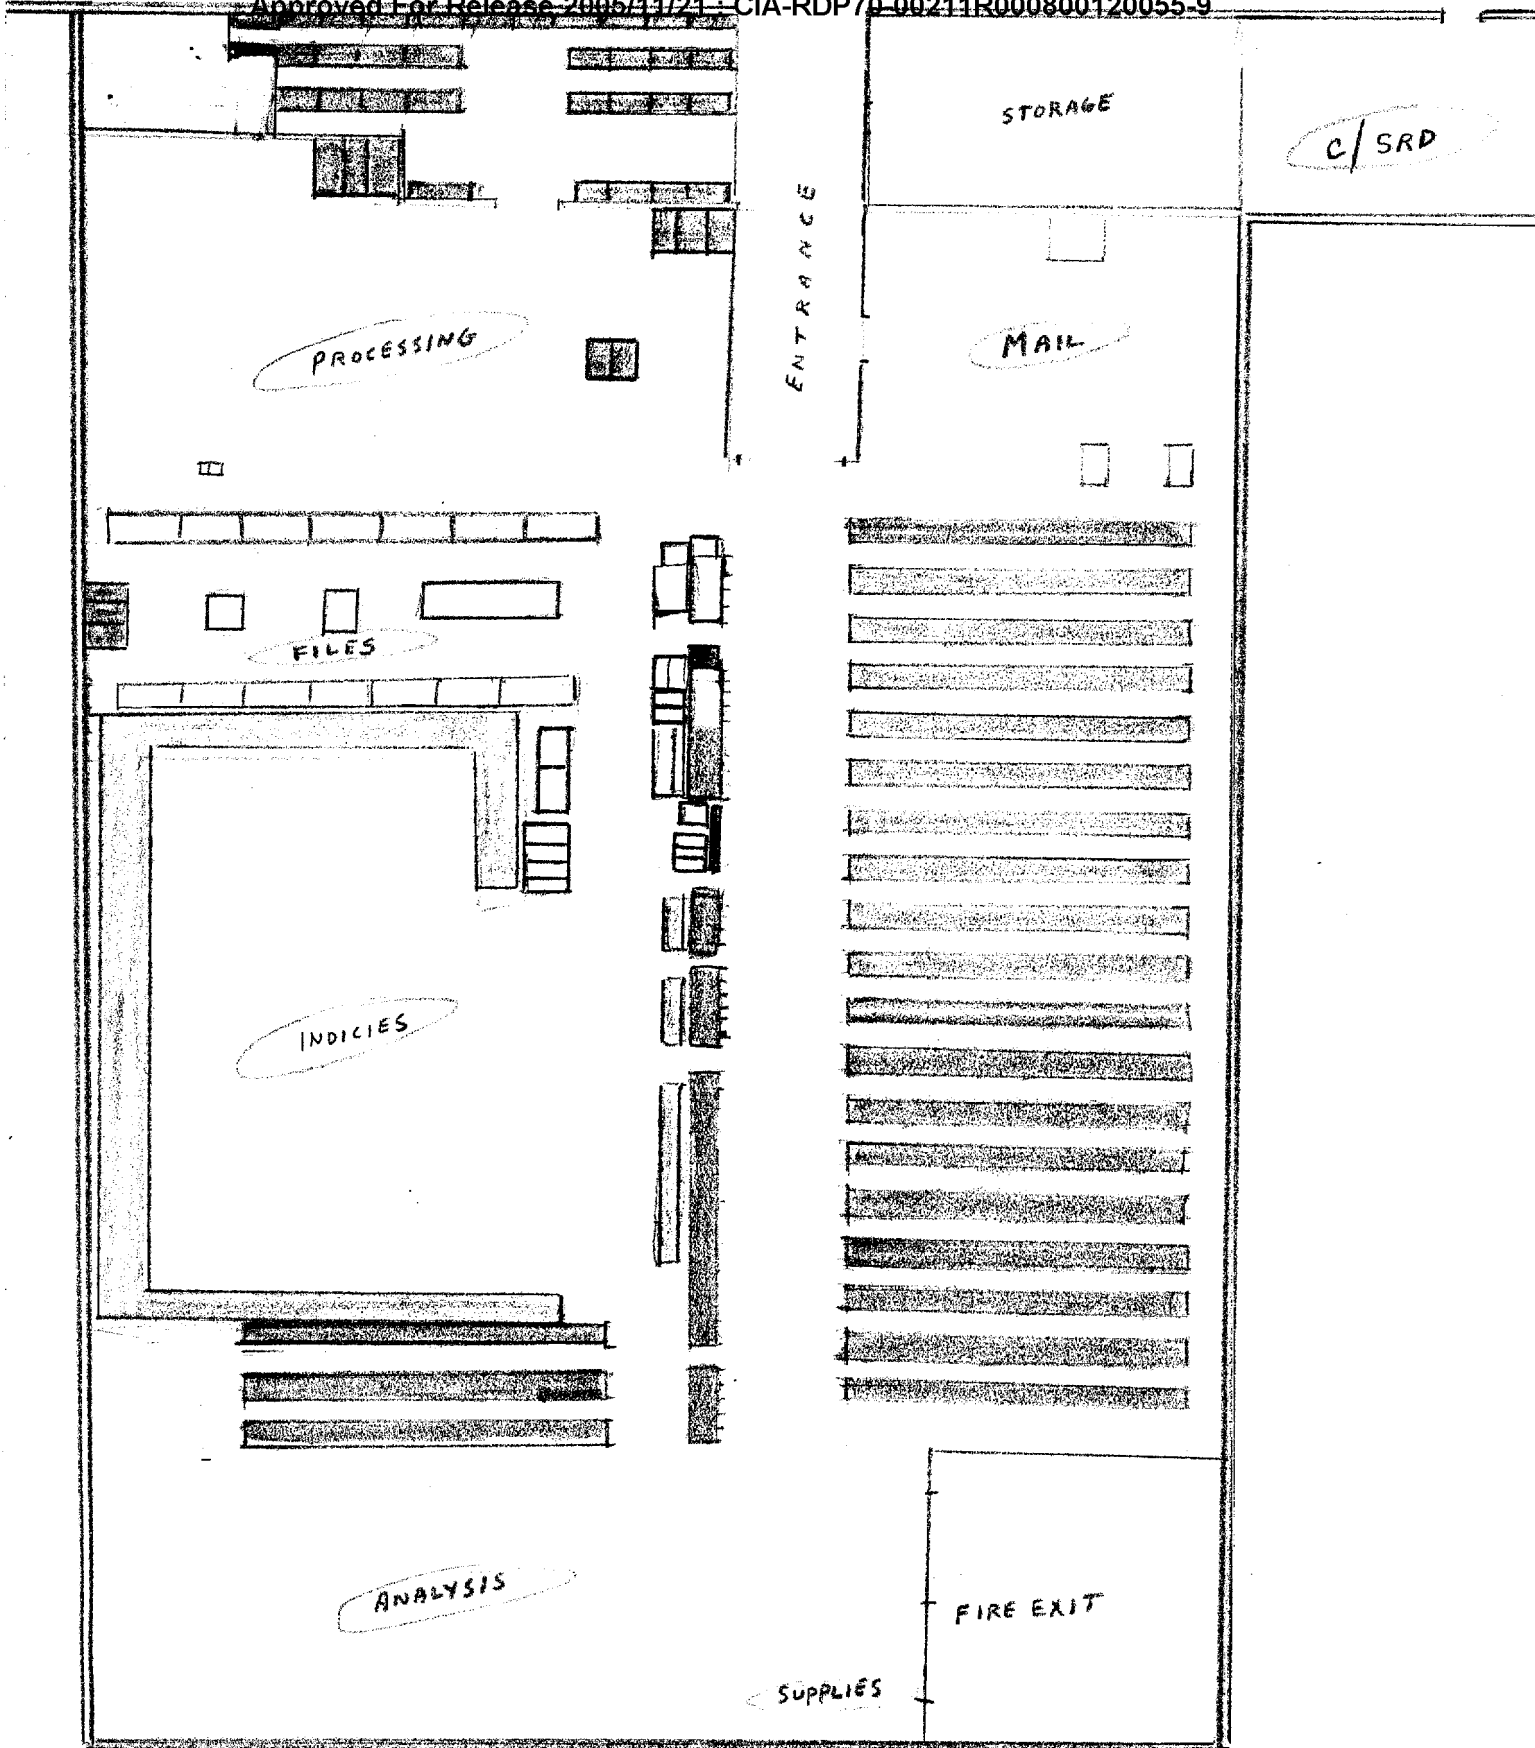 Approved For Release 2005/11/21 : CIA-RDP70-00211R000800120055-9
STORAGE
C/SRD
ENTRANCE
PROCESSING
MAIL
FILES
INDICIES
ANALYSIS
FIRE EXIT
SUPPLIES